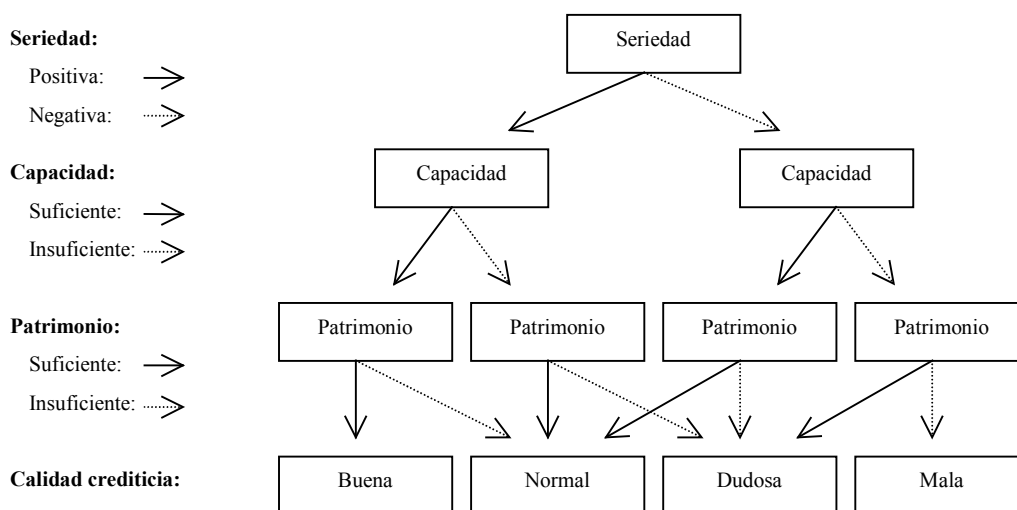 Seriedad:
Positiva:
Negativa:
Seriedad
Capacidad:
Suficiente:
Insuficiente:
Capacidad
Capacidad
Patrimonio:
Suficiente:
Insuficiente:
Patrimonio
Patrimonio
Patrimonio
Patrimonio
Calidad crediticia:
Buena
Normal
Dudosa
Mala